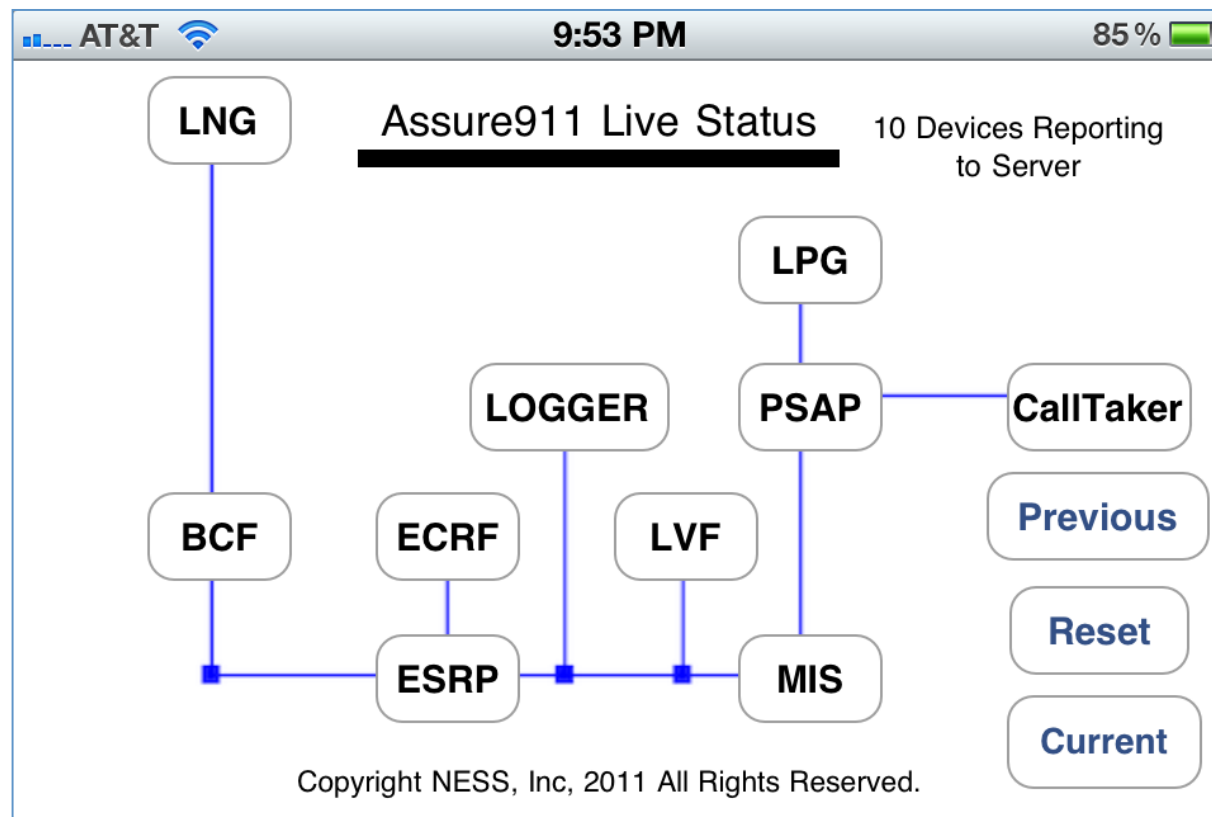 AT&T 9:53 PM 85%
LNG
Assure911 Live Status
10 Devices Reporting
to Server
LPG
LOGGER
PSAP
CallTaker
BCF
ECRF
LVF
Previous
Reset
ESRP
MIS
Current
Copyright NESS, Inc, 2011 All Rights Reserved.